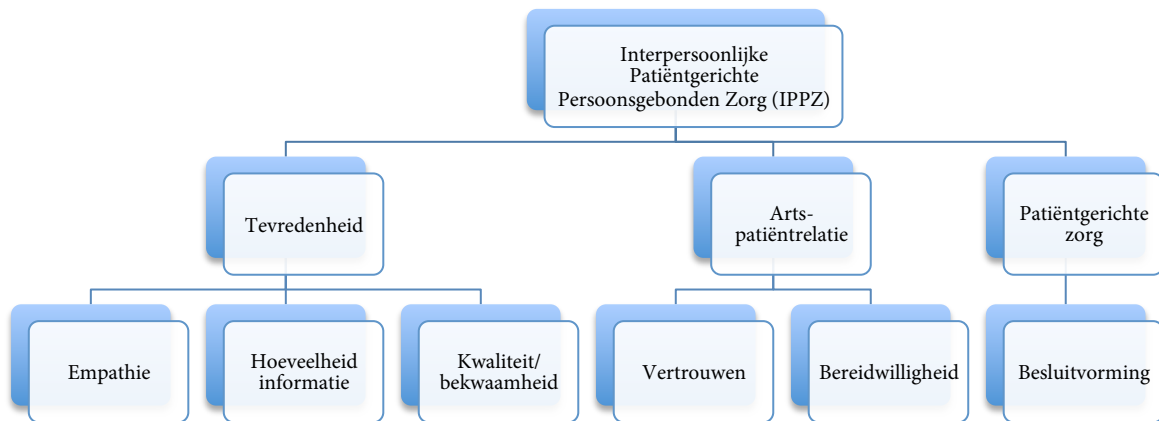 Interpersoonlijke
Patiëntgerichte
Persoonsgebonden Zorg (IPPZ)
Tevredenheid
Arts-
patiëntrelatie
Patiëntgerichte
zorg
Empathie
Hoeveelheid
informatie
Kwaliteit/
bekwaamheid
Vertrouwen
Bereidwilligheid
Besluitvorming